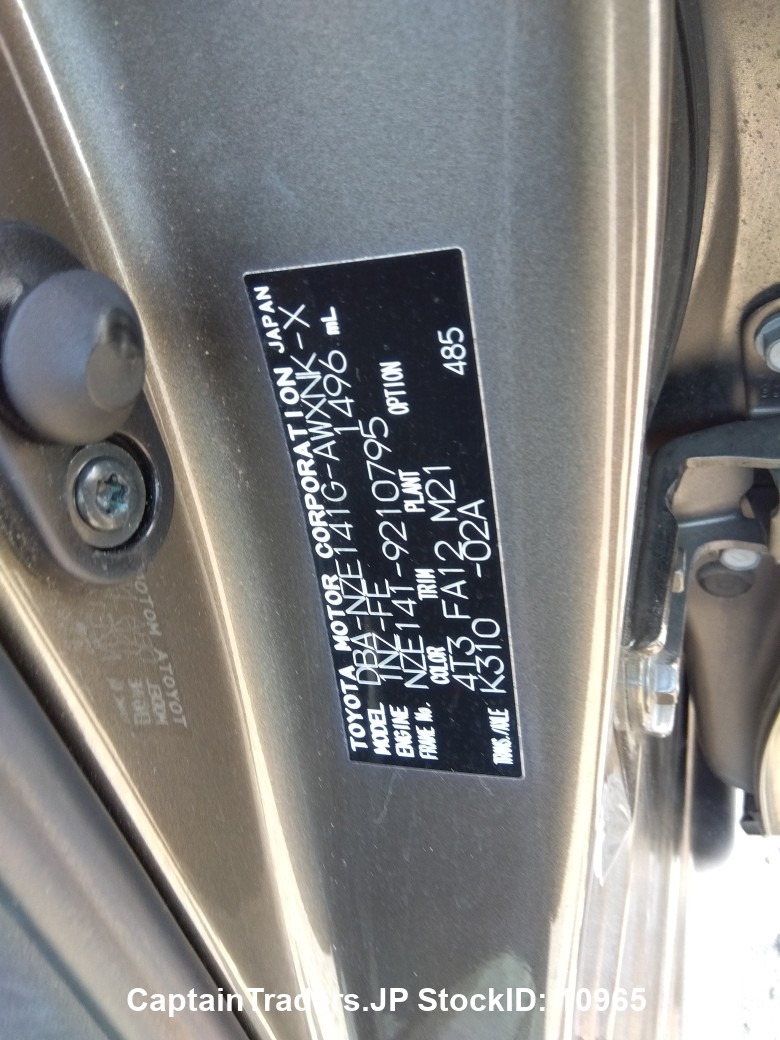 TOYOTA MOTOR CORPORATION JAPAN
MODEL DBA-NZE141G-AWXNK-X
ENGINE 1NZ-FE 1496 mL
FRAME No. NZE141-9210795
COLOR TRIM PLANT OPTION
4T3 FA12 M21 485
TRANS./AXLE K310 -02A
CaptainTraders.JP StockID: 70965